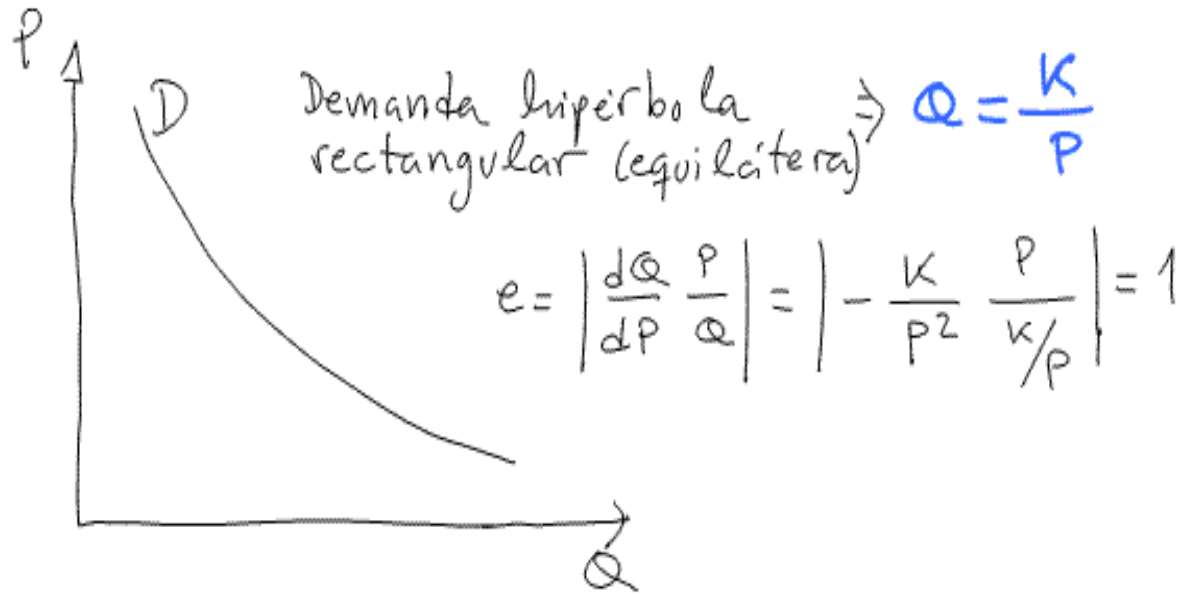 P
D
Demanda hipérbola
rectangular (equilátera) ⇒ Q = K/P
e = | dQ/dP P/Q | = | - K/P² P/(K/P) | = 1
Q